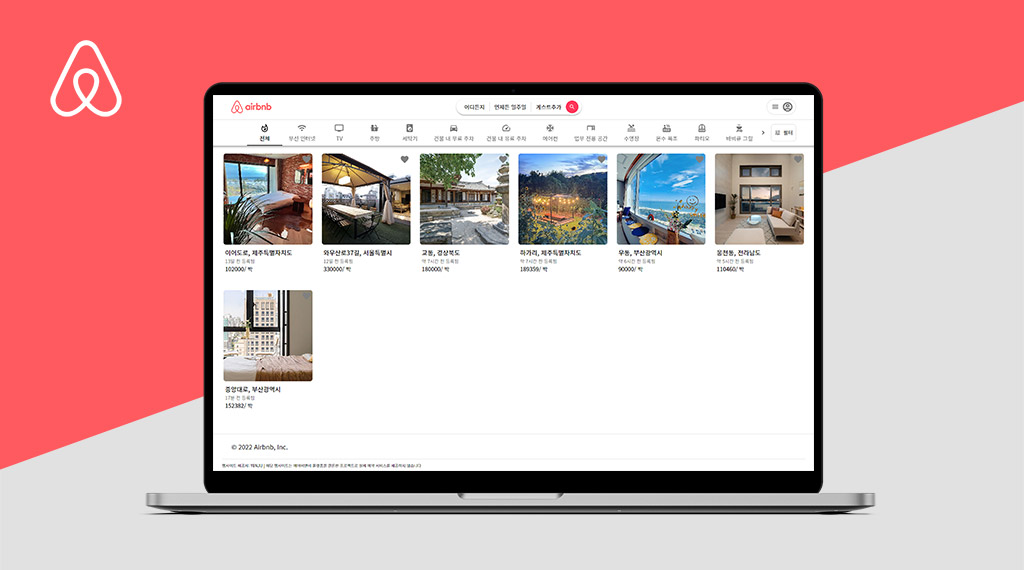 airbnb
어디든지 언제든 일주일 게스트추가
전체 무선 인터넷 TV 주방 세탁기 건물 내 무료 주차 건물 내 유료 주차 에어컨 업무 전용 공간 수영장 온수 욕조 파티오 바비큐 그릴 필터
이어도로, 제주특별자치도
13달 전 등록됨
102000/ 박
와우산로37길, 서울특별시
12일 전 등록됨
330000/ 박
교동, 경상북도
약 7시간 전 등록됨
180000/ 박
하가리, 제주특별자치도
약 7시간 전 등록됨
189359/ 박
우동, 부산광역시
약 6시간 전 등록됨
90000/ 박
웅천동, 전라남도
약 5시간 전 등록됨
110460/ 박
중앙대로, 부산광역시
17분 전 등록됨
152382/ 박
© 2022 Airbnb, Inc.